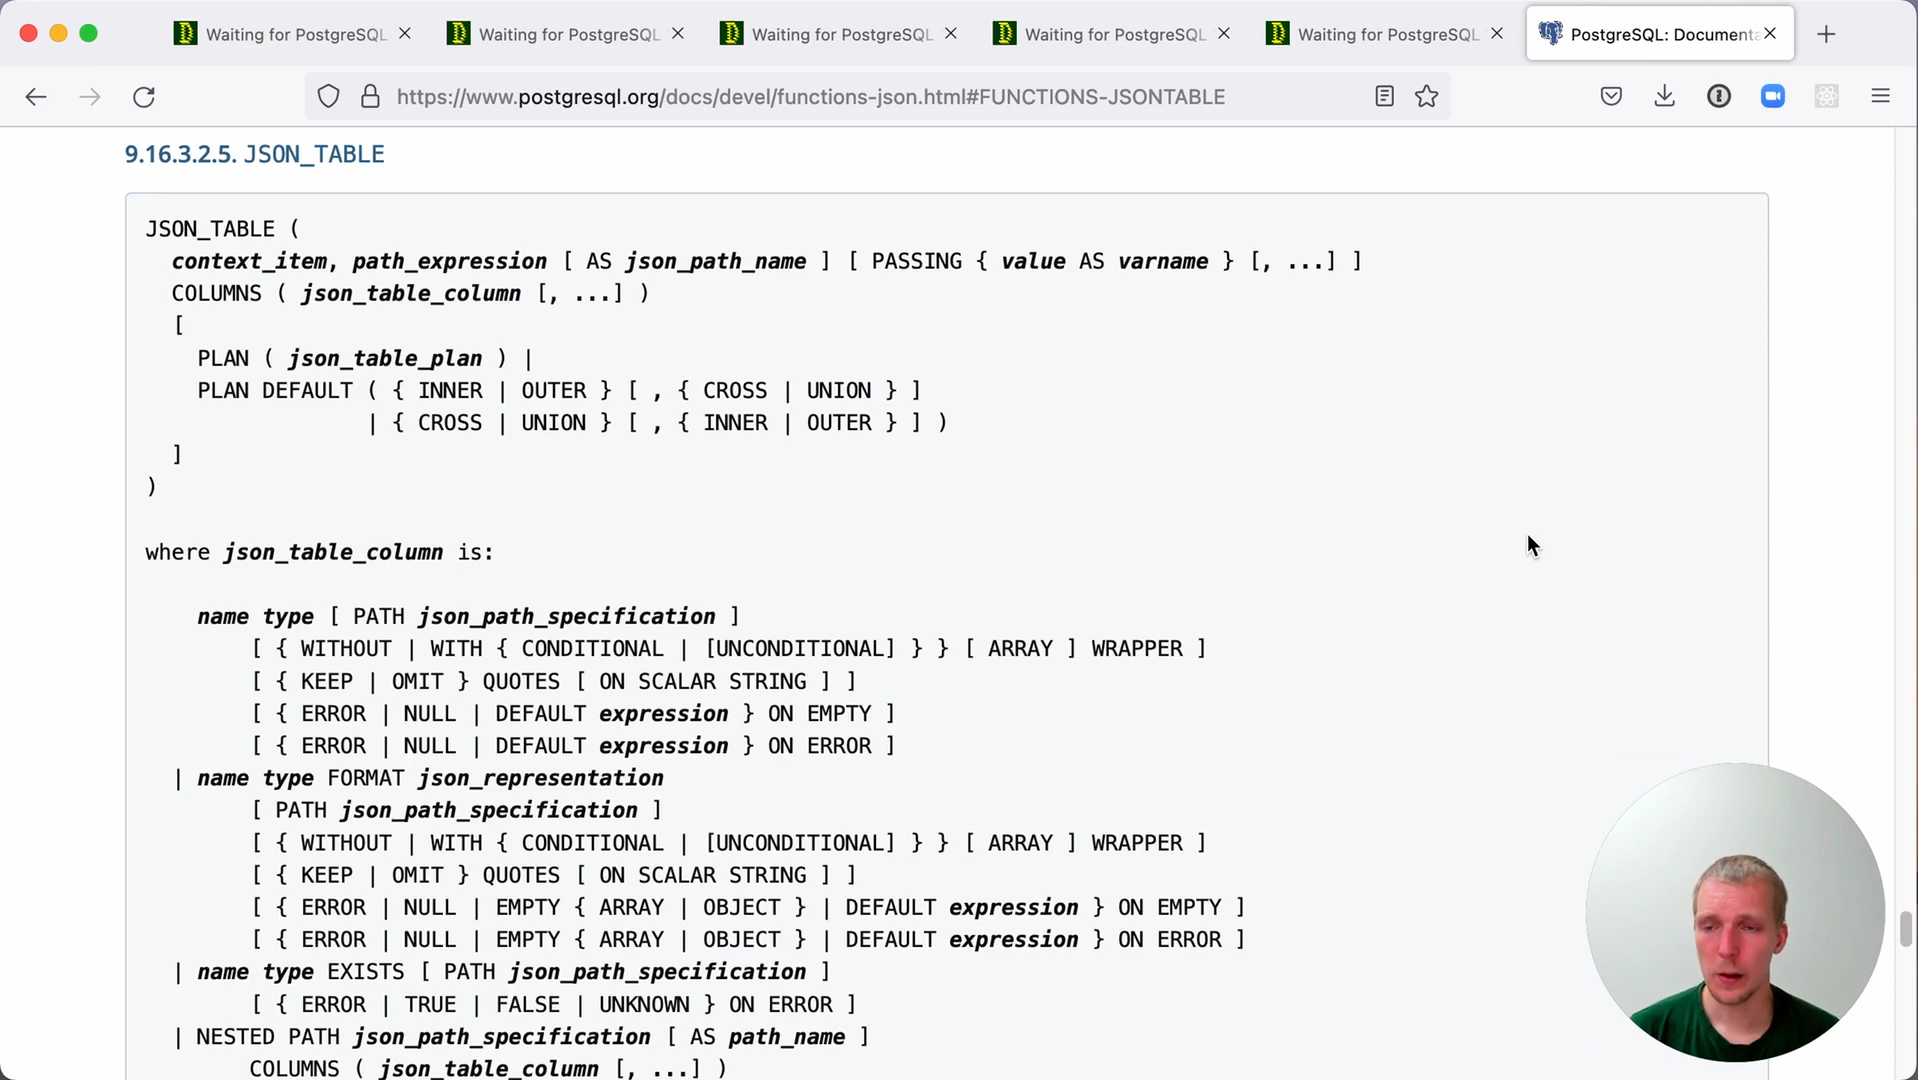 Waiting for PostgreSQL
Waiting for PostgreSQL
Waiting for PostgreSQL
Waiting for PostgreSQL
Waiting for PostgreSQL
PostgreSQL: Documenta
https://www.postgresql.org/docs/devel/functions-json.html#FUNCTIONS-JSONTABLE
9.16.3.2.5. JSON_TABLE
JSON_TABLE (
context_item, path_expression [ AS json_path_name ] [ PASSING { value AS varname } [, ...] ]
COLUMNS ( json_table_column [, ...] )
[
PLAN ( json_table_plan ) |
PLAN DEFAULT ( { INNER | OUTER } [ , { CROSS | UNION } ]
| { CROSS | UNION } [ , { INNER | OUTER } ] )
]
)
where json_table_column is:
name type [ PATH json_path_specification ]
[ { WITHOUT | WITH { CONDITIONAL | [UNCONDITIONAL] } } [ ARRAY ] WRAPPER ]
[ { KEEP | OMIT } QUOTES [ ON SCALAR STRING ] ]
[ { ERROR | NULL | DEFAULT expression } ON EMPTY ]
[ { ERROR | NULL | DEFAULT expression } ON ERROR ]
| name type FORMAT json_representation
[ PATH json_path_specification ]
[ { WITHOUT | WITH { CONDITIONAL | [UNCONDITIONAL] } } [ ARRAY ] WRAPPER ]
[ { KEEP | OMIT } QUOTES [ ON SCALAR STRING ] ]
[ { ERROR | NULL | EMPTY { ARRAY | OBJECT } | DEFAULT expression } ON EMPTY ]
[ { ERROR | NULL | EMPTY { ARRAY | OBJECT } | DEFAULT expression } ON ERROR ]
| name type EXISTS [ PATH json_path_specification ]
[ { ERROR | TRUE | FALSE | UNKNOWN } ON ERROR ]
| NESTED PATH json_path_specification [ AS path_name ]
COLUMNS ( json_table_column [, ...] )